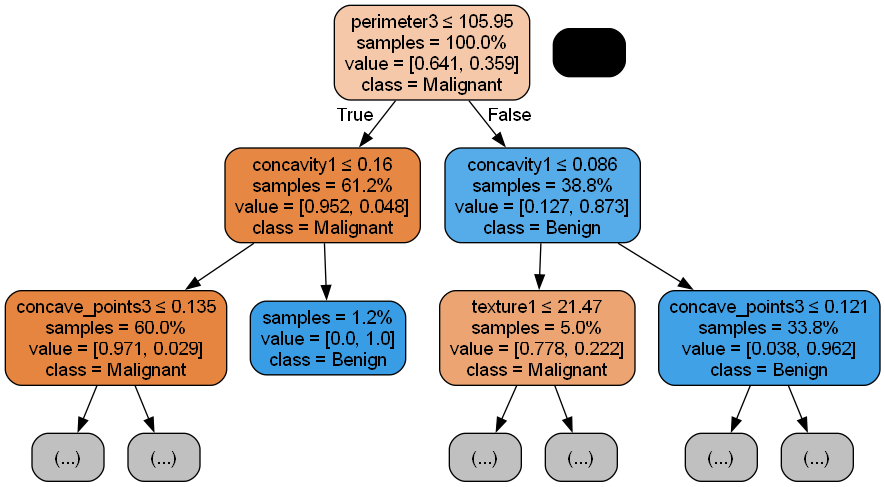 perimeter3 ≤ 105.95
samples = 100.0%
value = [0.641, 0.359]
class = Malignant
True
False
concavity1 ≤ 0.16
samples = 61.2%
value = [0.952, 0.048]
class = Malignant
concavity1 ≤ 0.086
samples = 38.8%
value = [0.127, 0.873]
class = Benign
concave_points3 ≤ 0.135
samples = 60.0%
value = [0.971, 0.029]
class = Malignant
samples = 1.2%
value = [0.0, 1.0]
class = Benign
texture1 ≤ 21.47
samples = 5.0%
value = [0.778, 0.222]
class = Malignant
concave_points3 ≤ 0.121
samples = 33.8%
value = [0.038, 0.962]
class = Benign
(...)
(...)
(...)
(...)
(...)
(...)